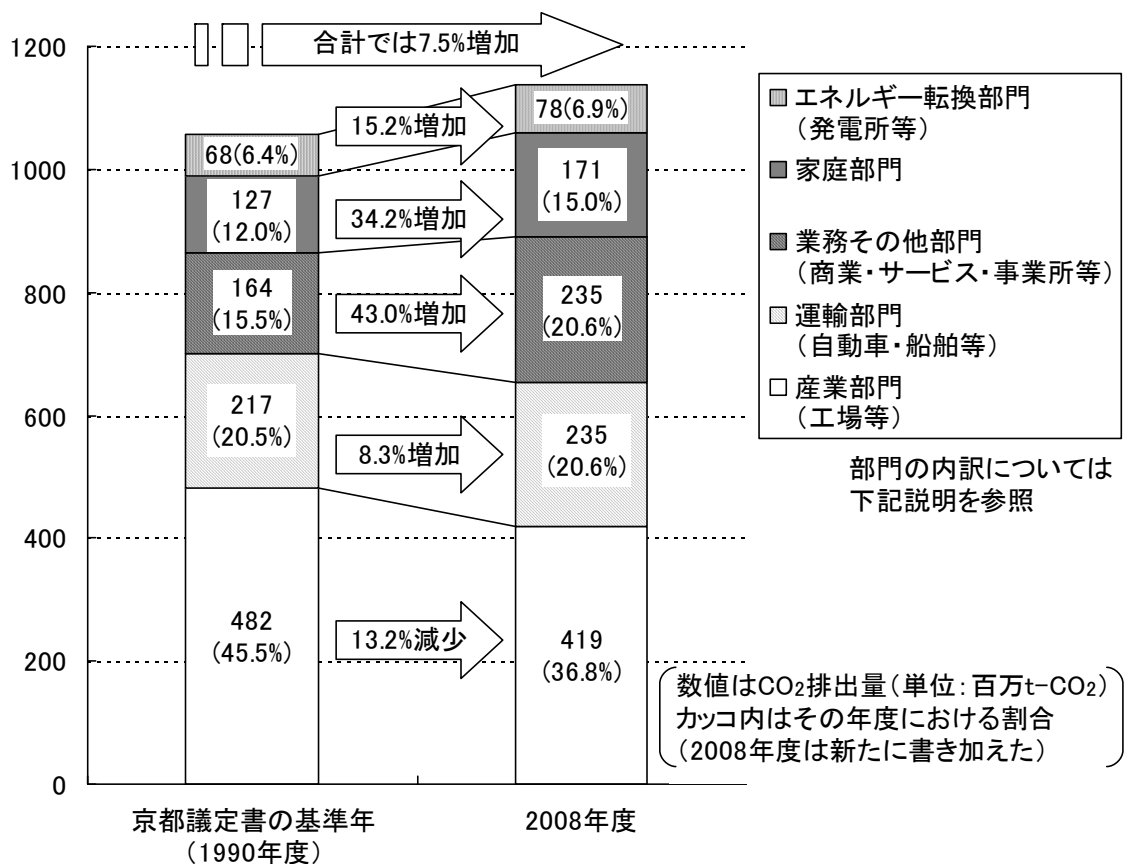 合計では7.5%増加
1200
1000
800
600
400
200
0
68(6.4%)
127
(12.0%)
164
(15.5%)
217
(20.5%)
482
(45.5%)
15.2%増加
34.2%増加
43.0%増加
8.3%増加
13.2%減少
78(6.9%)
171
(15.0%)
235
(20.6%)
235
(20.6%)
419
(36.8%)
京都議定書の基準年
(1990年度)
2008年度
エネルギー転換部門
(発電所等)
家庭部門
業務その他部門
(商業・サービス・事業所等)
運輸部門
(自動車・船舶等)
産業部門
(工場等)
部門の内訳については
下記説明を参照
数値はCO₂排出量(単位:百万t-CO₂)
カッコ内はその年度における割合
(2008年度は新たに書き加えた)